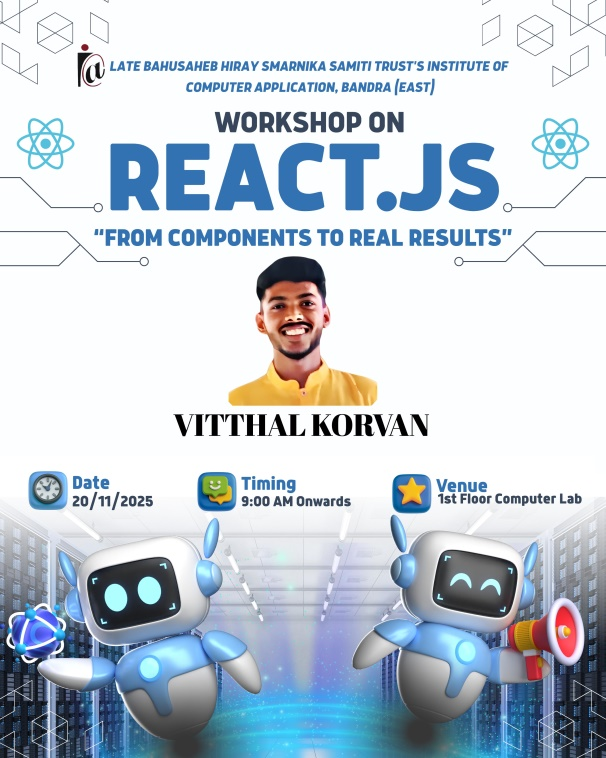 LATE BAHUSAHEB HIRAY SMARNIKA SAMITI TRUST'S INSTITUTE OF
COMPUTER APPLICATION, BANDRA (EAST)
WORKSHOP ON
REACT.JS
“FROM COMPONENTS TO REAL RESULTS”
VITTHAL KORVAN
Date
20/11/2025
Timing
9:00 AM Onwards
Venue
1st Floor Computer Lab